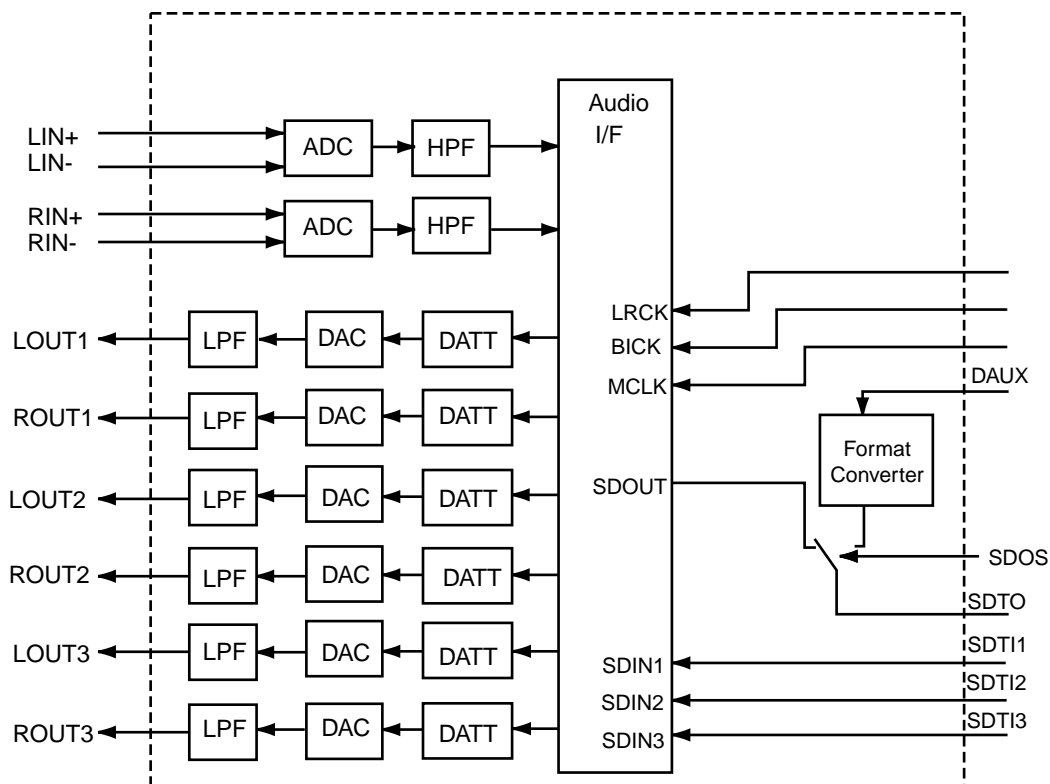 Audio
I/F
LIN+
LIN-
ADC
HPF
RIN+
RIN-
ADC
HPF
LRCK
BICK
MCLK
DAUX
Format
Converter
LOUT1
LPF
DAC
DATT
ROUT1
LPF
DAC
DATT
LOUT2
LPF
DAC
DATT
SDOUT
SDOS
ROUT2
LPF
DAC
DATT
SDTO
LOUT3
LPF
DAC
DATT
SDIN1
SDTI1
SDIN2
SDTI2
ROUT3
LPF
DAC
DATT
SDIN3
SDTI3